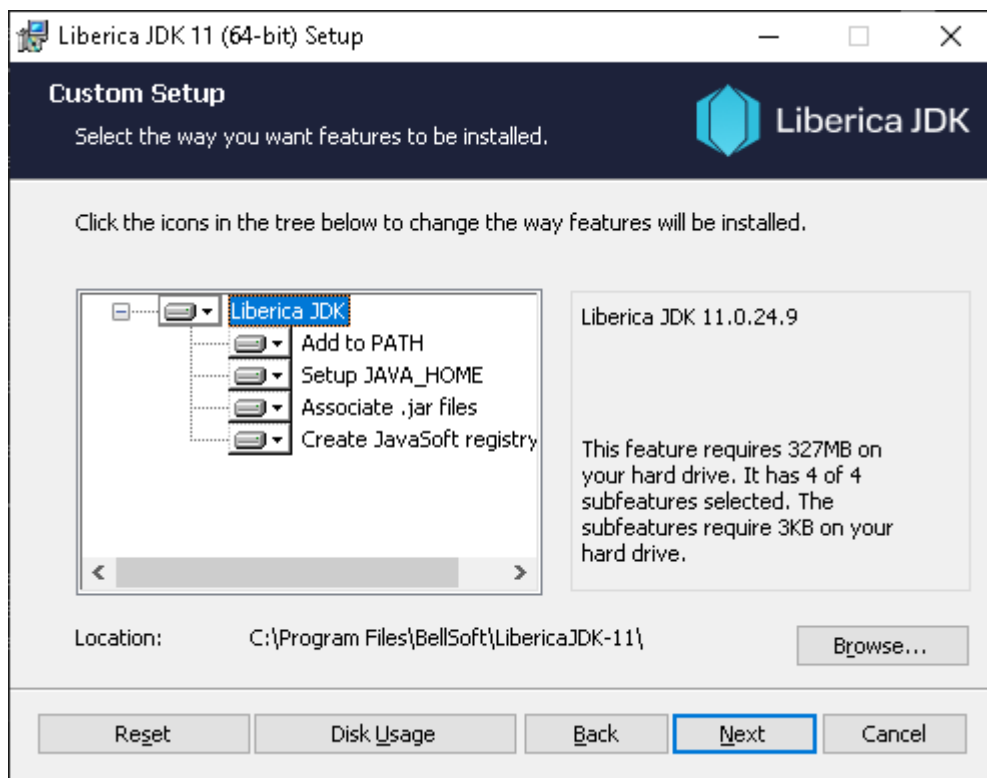 Liberica JDK 11 (64-bit) Setup
Custom Setup
Select the way you want features to be installed.
Liberica JDK
Click the icons in the tree below to change the way features will be installed.
Liberica JDK
Add to PATH
Setup JAVA_HOME
Associate .jar files
Create JavaSoft registry
Liberica JDK 11.0.24.9
This feature requires 327MB on
your hard drive. It has 4 of 4
subfeatures selected. The
subfeatures require 3KB on your
hard drive.
Location: C:\Program Files\BellSoft\LibericaJDK-11\
Browse...
Reset Disk Usage Back Next Cancel